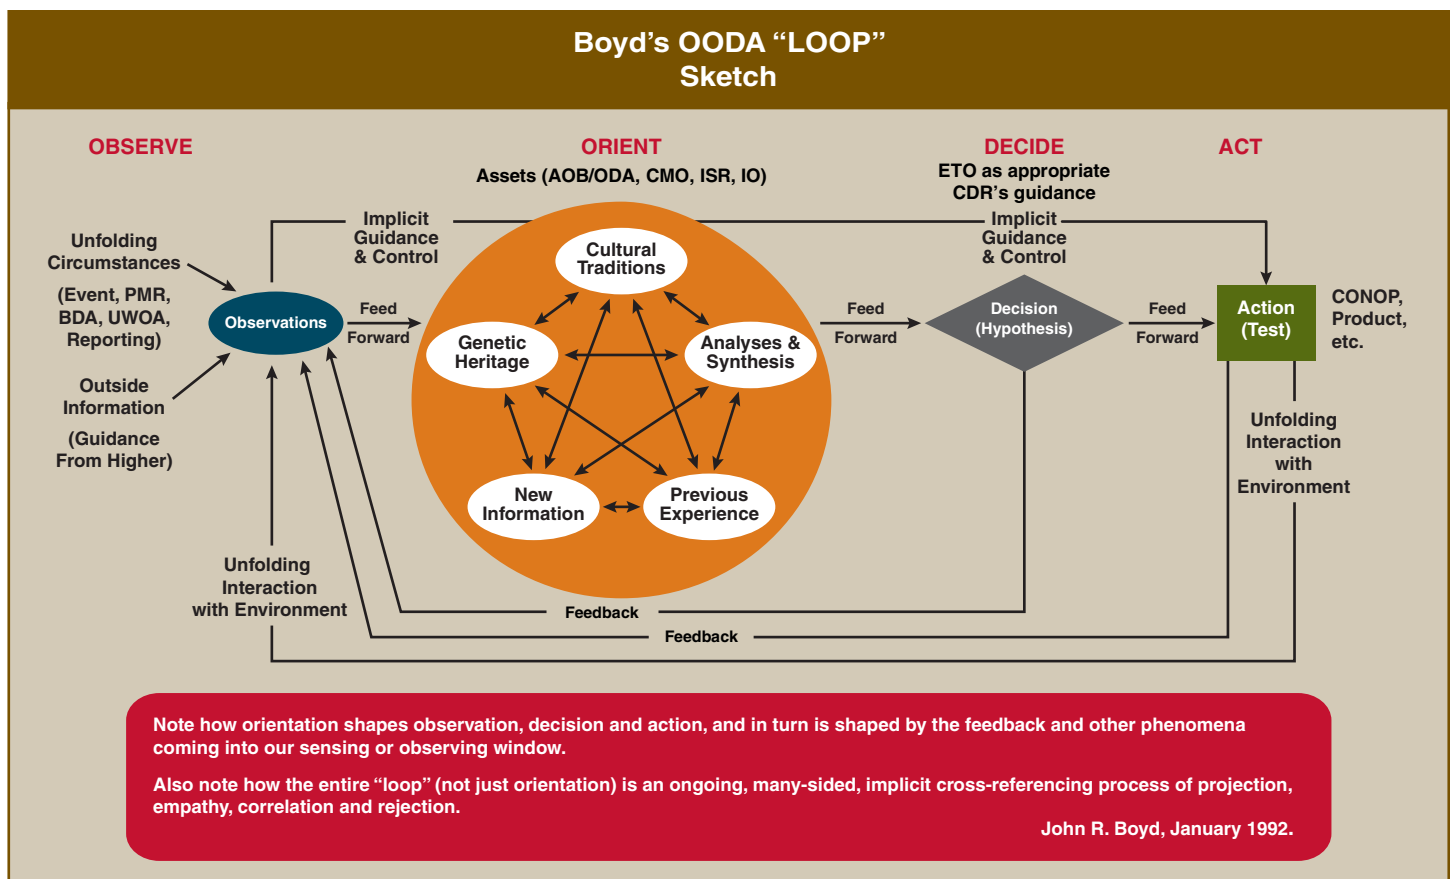 Boyd’s OODA “LOOP”
Sketch
OBSERVE
ORIENT
DECIDE
ACT
Assets (AOB/ODA, CMO, ISR, IO)
ETO as appropriate
CDR’s guidance
Implicit
Guidance
& Control
Implicit
Guidance
& Control
Unfolding
Circumstances
(Event, PMR,
BDA, UWOA,
Reporting)
Outside
Information
(Guidance
From Higher)
Observations
Feed
Forward
Cultural
Traditions
Genetic
Heritage
Analyses &
Synthesis
New
Information
Previous
Experience
Feed
Forward
Decision
(Hypothesis)
Feed
Forward
Action
(Test)
CONOP,
Product,
etc.
Unfolding
Interaction
with
Environment
Unfolding
Interaction
with Environment
Feedback
Feedback
Note how orientation shapes observation, decision and action, and in turn is shaped by the feedback and other phenomena
coming into our sensing or observing window.
Also note how the entire “loop” (not just orientation) is an ongoing, many-sided, implicit cross-referencing process of projection,
empathy, correlation and rejection.
John R. Boyd, January 1992.